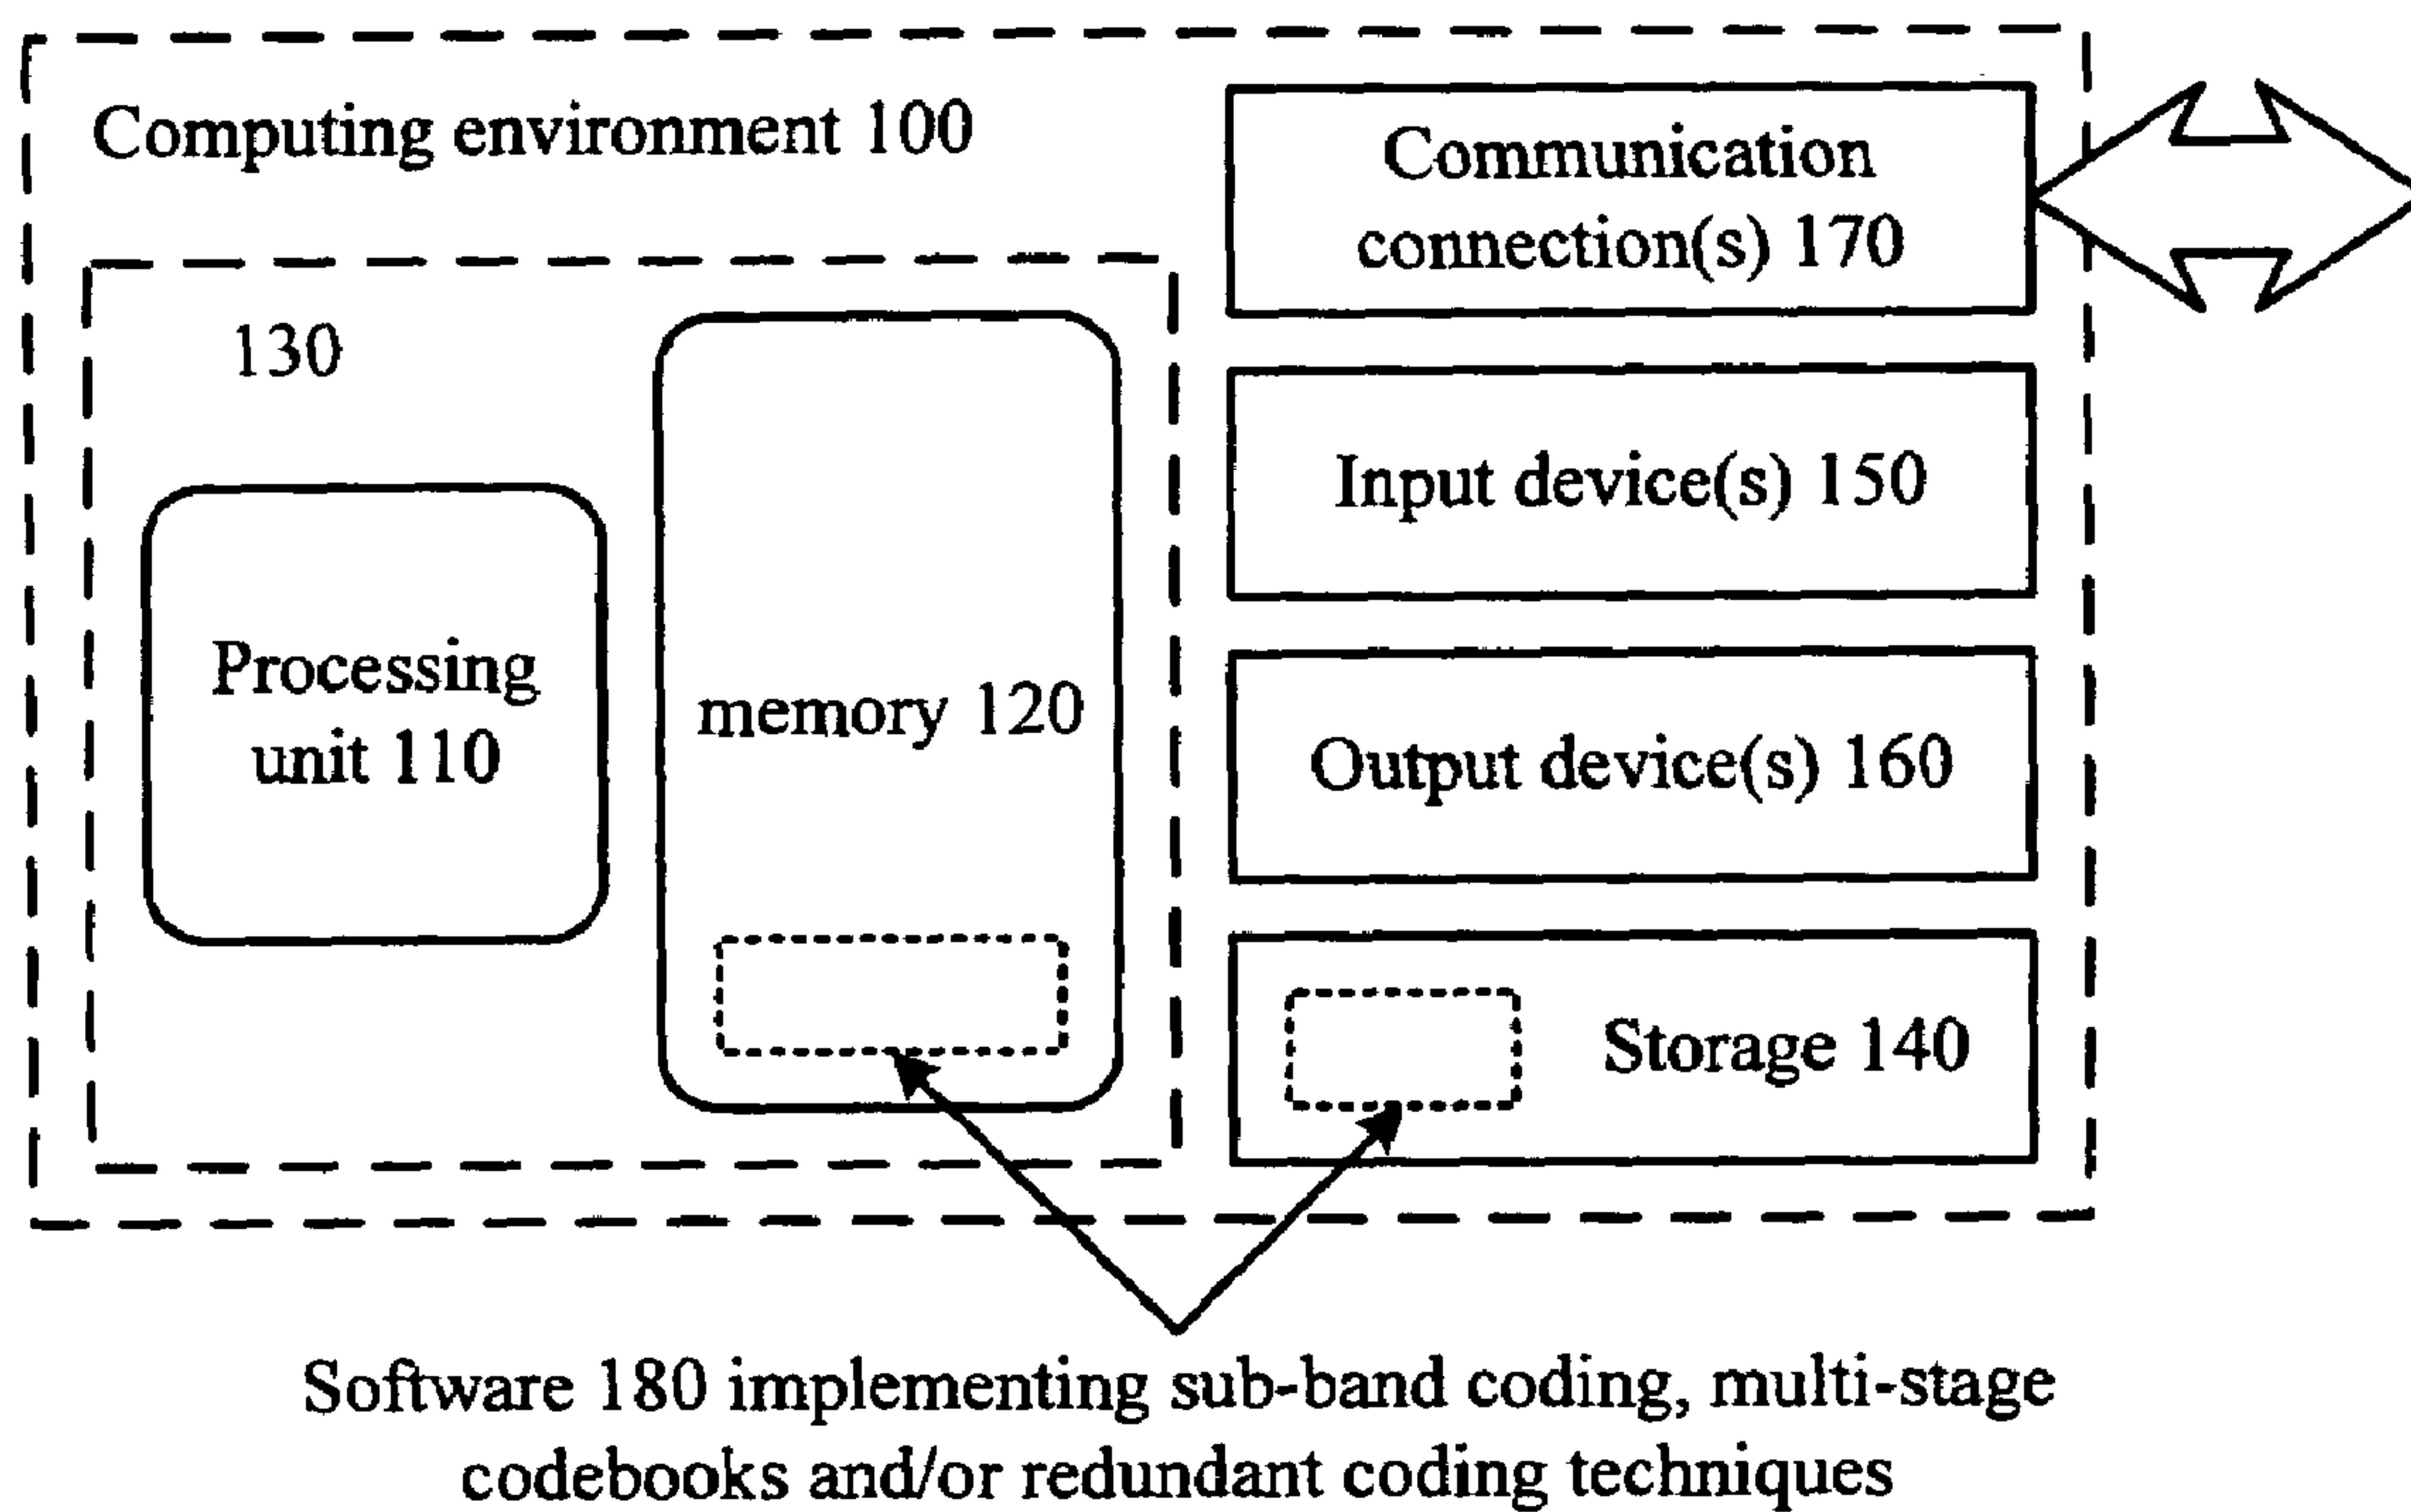 Computing environment 100
Communication
connection(s) 170
130
Input device(s) 150
Processing
unit 110
memory 120
Output device(s) 160
Storage 140
Software 180 implementing sub-band coding, multi-stage
codebooks and/or redundant coding techniques